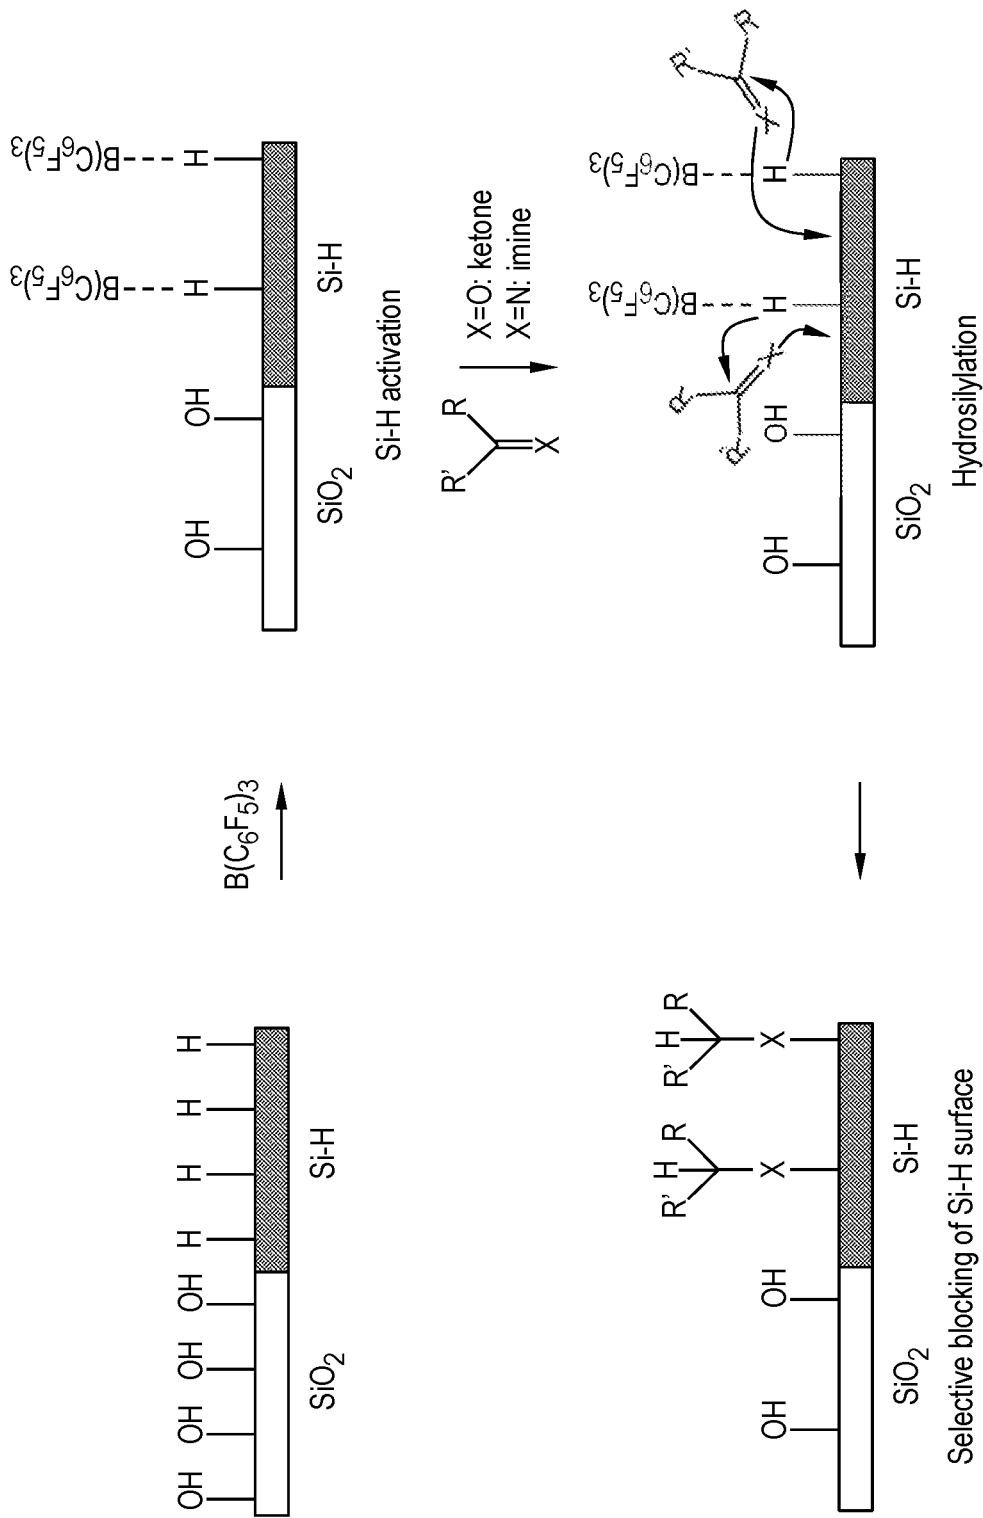 OH OH OH OH H H H H
SiO2 Si-H
B(C6F5)3
B(C6F5)3 B(C6F5)3
OH OH H H
SiO2 Si-H
Si-H activation
R' R
X
X=O: ketone
X=N: imine
B(C6F5)3 B(C6F5)3
R' R
R' R
X X
OH OH H H
SiO2 Si-H
Hydrosilylation
R' H R R' H R
OH OH X X
SiO2 Si-H
Selective blocking of Si-H surface